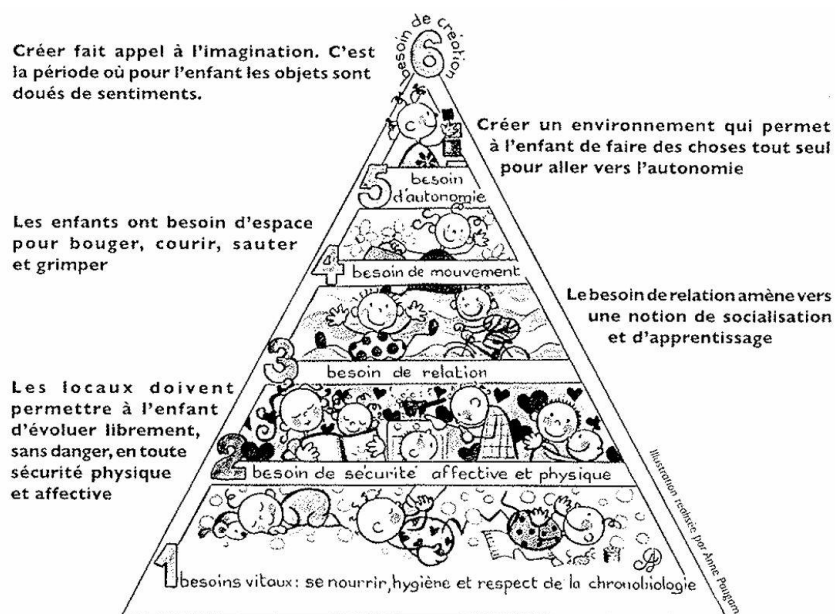 besoin de création
6
Créer fait appel à l'imagination. C'est
la période où pour l'enfant les objets sont
doués de sentiments.
Créer un environnement qui permet
à l'enfant de faire des choses tout seul
pour aller vers l'autonomie
5 besoin
d'autonomie
Les enfants ont besoin d'espace
pour bouger, courir, sauter
et grimper
4 besoin de mouvement
Le besoin de relation amène vers
une notion de socialisation
et d'apprentissage
3 besoin de relation
Les locaux doivent
permettre à l'enfant
d'évoluer librement,
sans danger, en toute
sécurité physique
et affective
2 besoin de sécurité affective et physique
1 besoins vitaux: se nourrir, hygiène et respect de la chronobiologie
Illustration réalisée par Anne Paugam